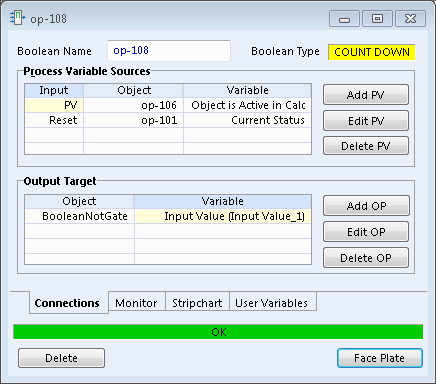 op-108
Boolean Name op-108 Boolean Type COUNT DOWN
Process Variable Sources
Input Object Variable
PV op-106 Object is Active in Calc
Reset op-101 Current Status
Add PV
Edit PV
Delete PV
Output Target
Object Variable
BooleanNotGate Input Value (Input Value_1)
Add OP
Edit OP
Delete OP
Connections Monitor Stripchart User Variables
OK
Delete Face Plate